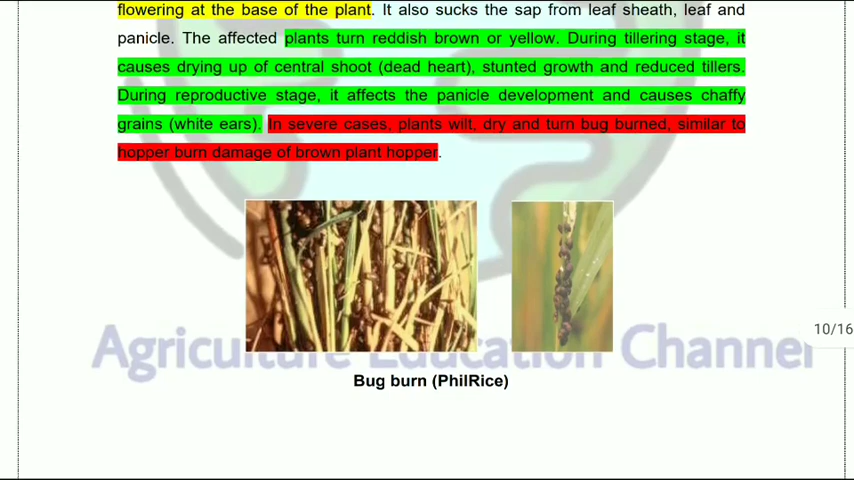 flowering at the base of the plant. It also sucks the sap from leaf sheath, leaf and
panicle. The affected plants turn reddish brown or yellow. During tillering stage, it
causes drying up of central shoot (dead heart), stunted growth and reduced tillers.
During reproductive stage, it affects the panicle development and causes chaffy
grains (white ears). In severe cases, plants wilt, dry and turn bug burned, similar to
hopper burn damage of brown plant hopper.
10/16
Agriculture Education Channel
Bug burn (PhilRice)